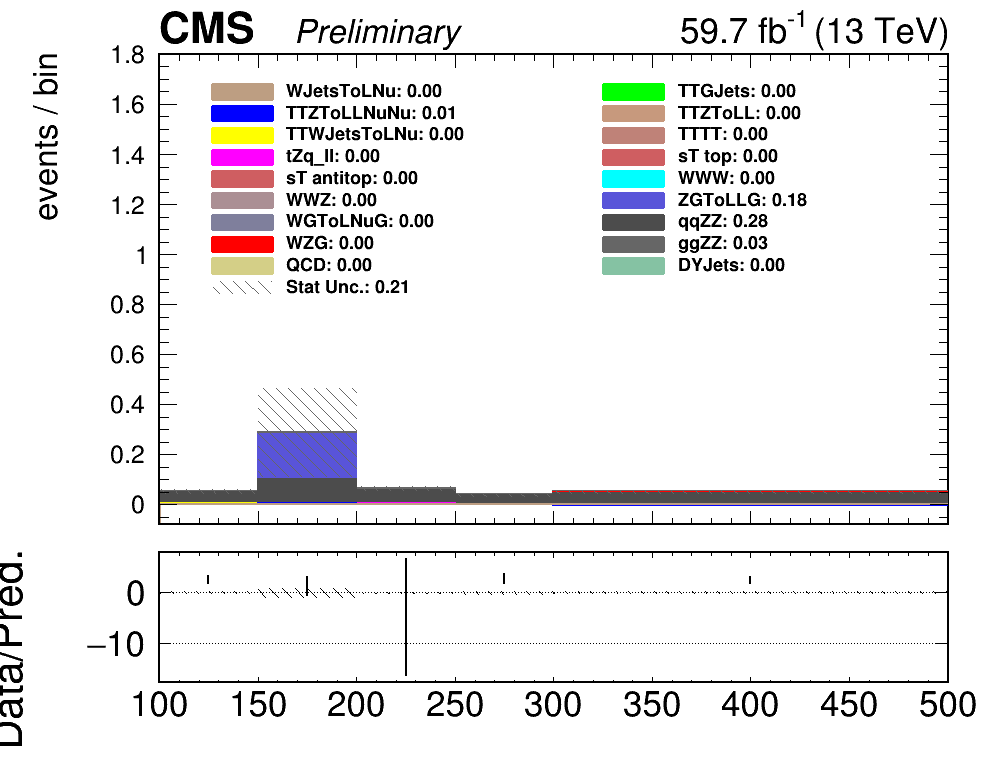 CMS Preliminary 59.7 fb-1 (13 TeV)
events / bin
1.8
1.6
1.4
1.2
1
0.8
0.6
0.4
0.2
0
WJetsToLNu: 0.00
TTZToLLNuNu: 0.01
TTWJetsToLNu: 0.00
tZq_ll: 0.00
sT antitop: 0.00
WWZ: 0.00
WGToLNuG: 0.00
WZG: 0.00
QCD: 0.00
Stat Unc.: 0.21
TTGJets: 0.00
TTZToLL: 0.00
TTTT: 0.00
sT top: 0.00
WWW: 0.00
ZGToLLG: 0.18
qqZZ: 0.28
ggZZ: 0.03
DYJets: 0.00
Data/Pred.
0
−10
100 150 200 250 300 350 400 450 500